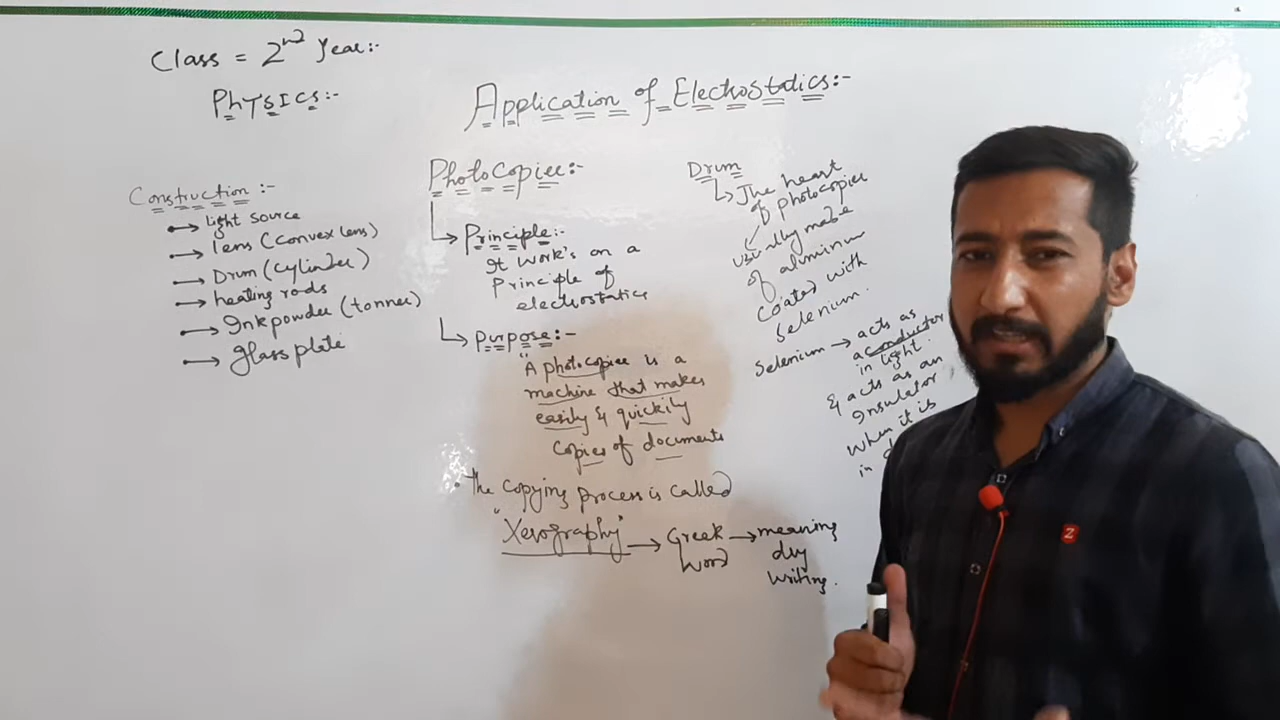 Class = 2nd year:-
PHYSICS:-
Application of Electrostatics:-
Construction:-
light source
lens (convex lens)
Drum (cylinder)
heating rods
Ink powder (tonner)
Glass plate
Photocopier:-
Principle:-
It work's on a
Principle of
electrostatics
Purpose:-
"A photocopier is a
machine that makes
easily & quickily
copies of documents
• The copying process is called
"Xerography" → Greek → meaning
word
dry
writing.
Drum
The heart
of photocopier
usually made
of aluminum
coated with
Selenium.
Selenium → acts as
a conductor
in light.
& acts as an
Insulator
when it is
in
Z